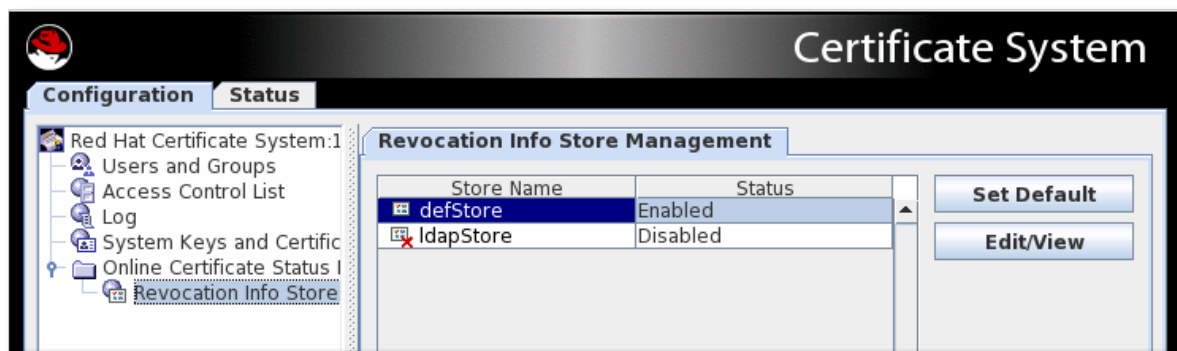 Certificate System
Configuration Status
Red Hat Certificate System:1
Users and Groups
Access Control List
Log
System Keys and Certific
Online Certificate Status I
Revocation Info Store
Revocation Info Store Management
Store Name Status
defStore Enabled
ldapStore Disabled
Set Default
Edit/View